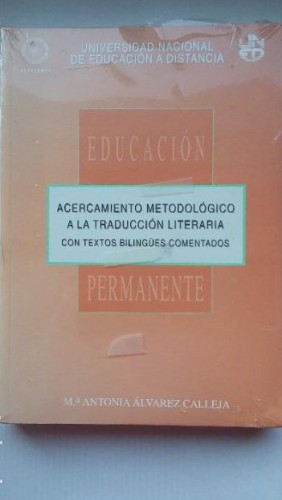 UNIVERSIDAD NACIONAL
DE EDUCACIÓN A DISTANCIA
EDUCACIÓN
ACERCAMIENTO METODOLÓGICO
A LA TRADUCCIÓN LITERARIA
CON TEXTOS BILINGÜES COMENTADOS
PERMANENTE
M.ª ANTONIA ÁLVAREZ CALLEJA